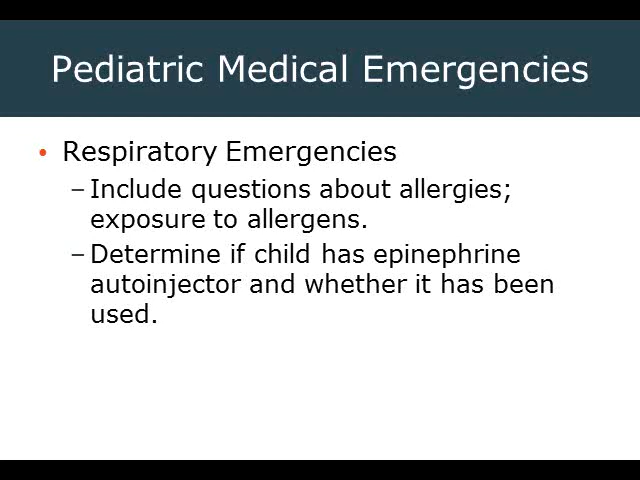 Pediatric Medical Emergencies
• Respiratory Emergencies
– Include questions about allergies;
exposure to allergens.
– Determine if child has epinephrine
autoinjector and whether it has been
used.